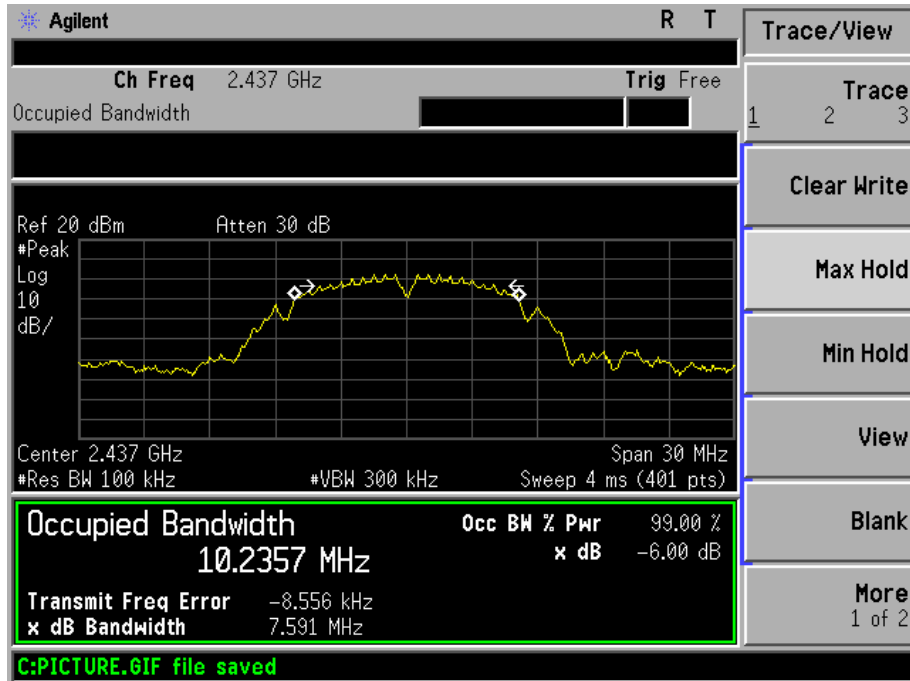 Agilent R T
Trace/View
Ch Freq 2.437 GHz Trig Free
Occupied Bandwidth
Trace
1 2 3
Clear Write
Max Hold
Min Hold
View
Blank
More
1 of 2
Ref 20 dBm Atten 30 dB
#Peak
Log
10
dB/
Center 2.437 GHz Span 30 MHz
#Res BW 100 kHz #VBW 300 kHz Sweep 4 ms (401 pts)
Occupied Bandwidth Occ BW % Pwr 99.00 %
10.2357 MHz x dB -6.00 dB
Transmit Freq Error -8.556 kHz
x dB Bandwidth 7.591 MHz
C:PICTURE.GIF file saved